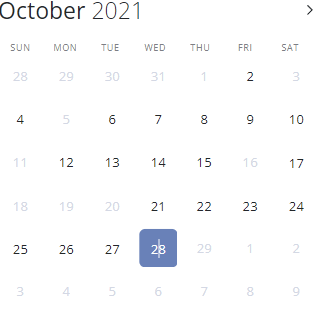 October 2021
SUN MON TUE WED THU FRI SAT
28 29 30 31 1 2 3
4 5 6 7 8 9 10
11 12 13 14 15 16 17
18 19 20 21 22 23 24
25 26 27 28 29 1 2
3 4 5 6 7 8 9